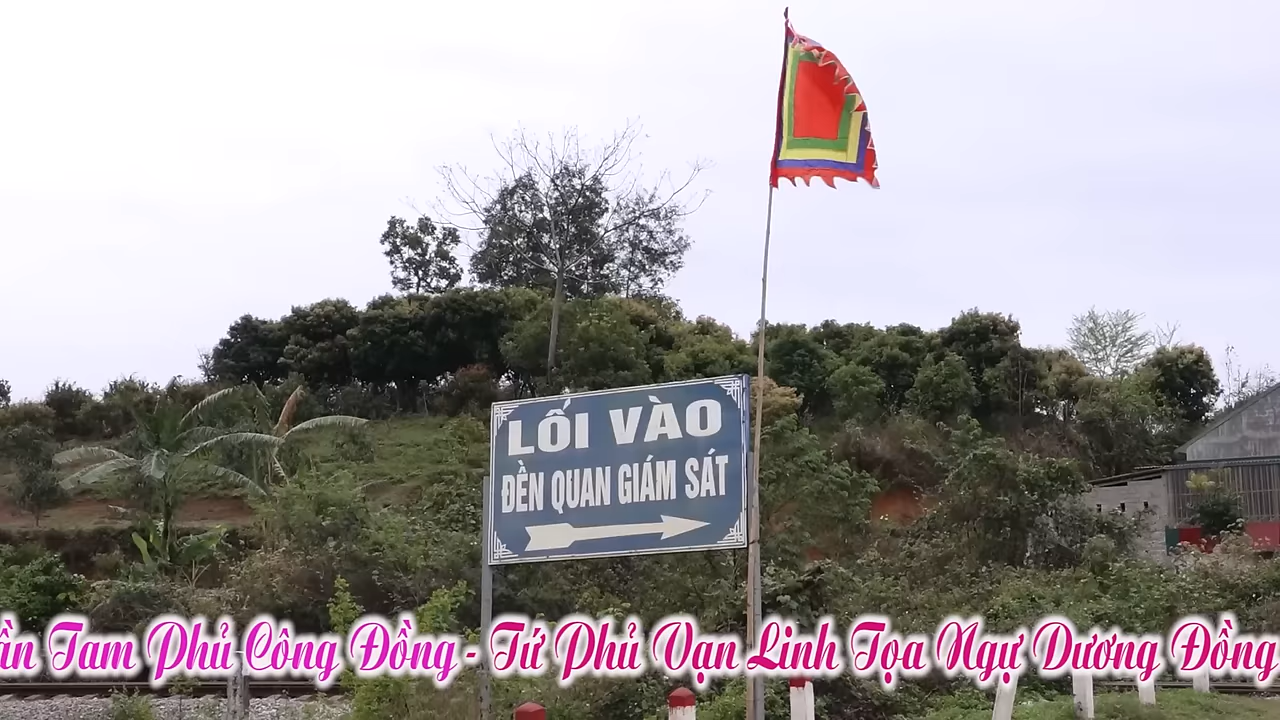 LỐI VÀO
ĐỀN QUAN GIÁM SÁT
Tam Phủ Công Đồng - Tứ Phủ Vạn Linh Tọa Ngự Dương Đồng